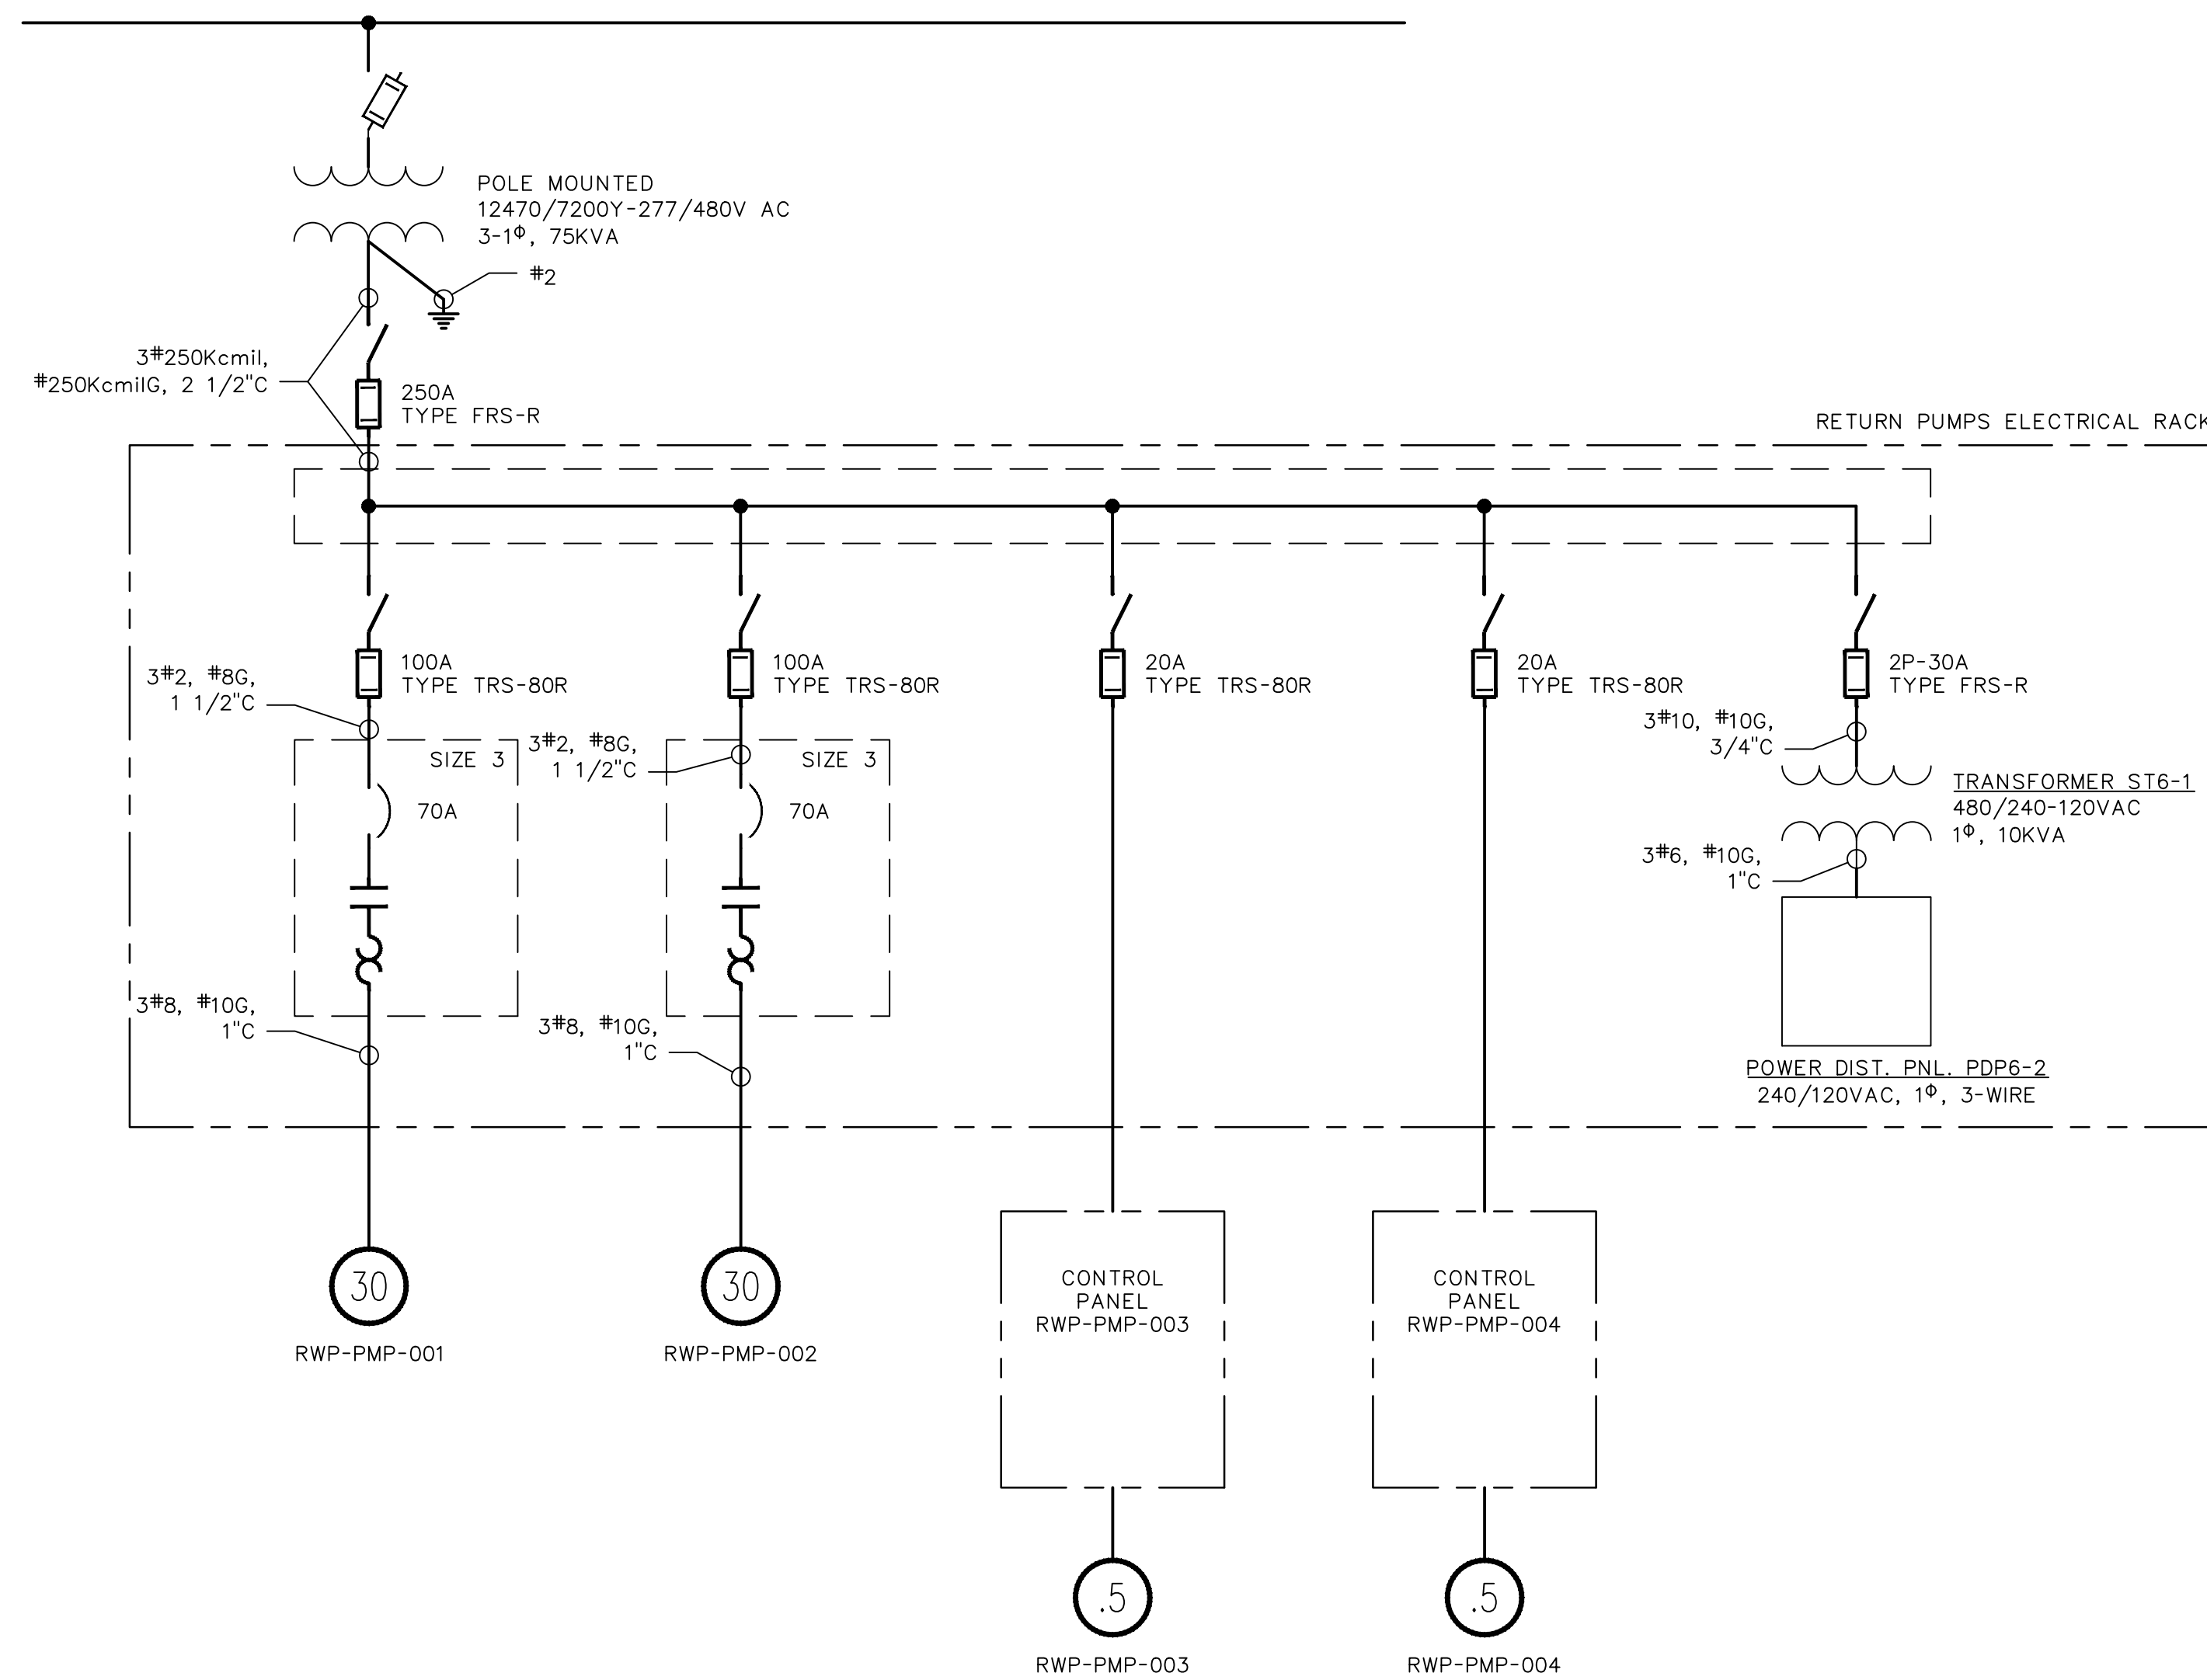 POLE MOUNTED
12470/7200Y-277/480V AC
3-1Φ, 75KVA
#2
3#250Kcmil,
#250KcmilG, 2 1/2"C
250A
TYPE FRS-R
RETURN PUMPS ELECTRICAL RACK
3#2, #8G,
1 1/2"C
100A
TYPE TRS-80R
100A
TYPE TRS-80R
20A
TYPE TRS-80R
20A
TYPE TRS-80R
2P-30A
TYPE FRS-R
3#10, #10G,
3/4"C
SIZE 3
70A
3#2, #8G,
1 1/2"C
SIZE 3
70A
TRANSFORMER ST6-1
480/240-120VAC
1Φ, 10KVA
3#6, #10G,
1"C
3#8, #10G,
1"C
3#8, #10G,
1"C
POWER DIST. PNL. PDP6-2
240/120VAC, 1Φ, 3-WIRE
30
RWP-PMP-001
30
RWP-PMP-002
CONTROL
PANEL
RWP-PMP-003
CONTROL
PANEL
RWP-PMP-004
.5
RWP-PMP-003
.5
RWP-PMP-004